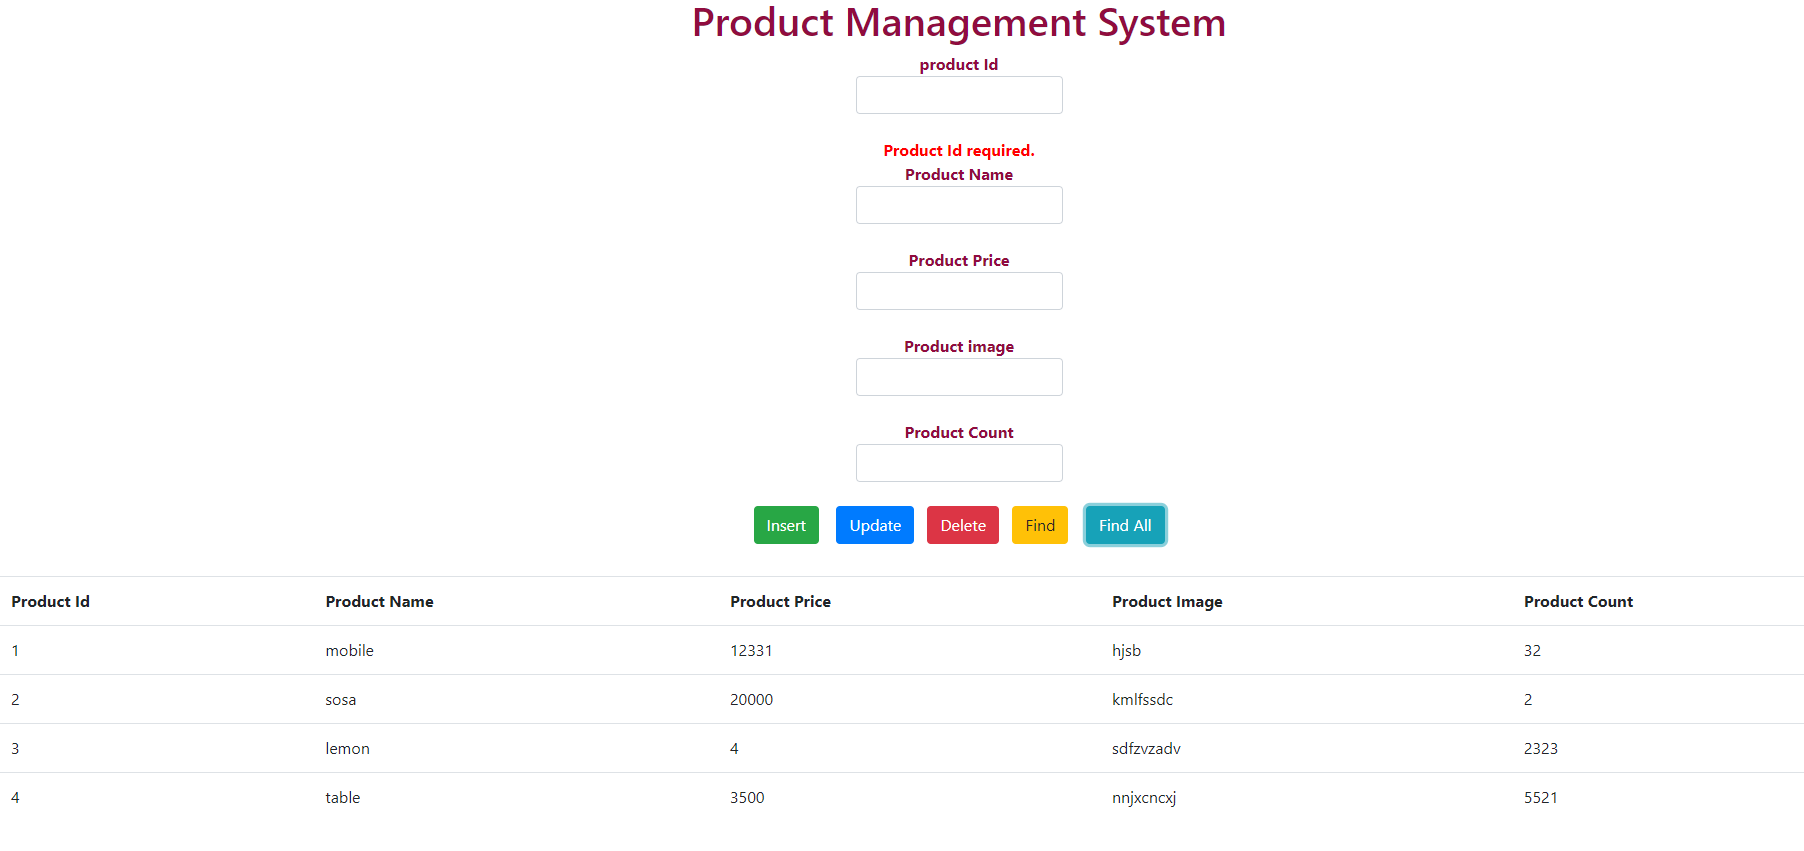 Product Management System
product Id
Product Id required.
Product Name
Product Price
Product image
Product Count
Insert Update Delete Find Find All
Product Id Product Name Product Price Product Image Product Count
1 mobile 12331 hjsb 32
2 sosa 20000 kmlfssdc 2
3 lemon 4 sdfzvzadv 2323
4 table 3500 nnjxcncxj 5521